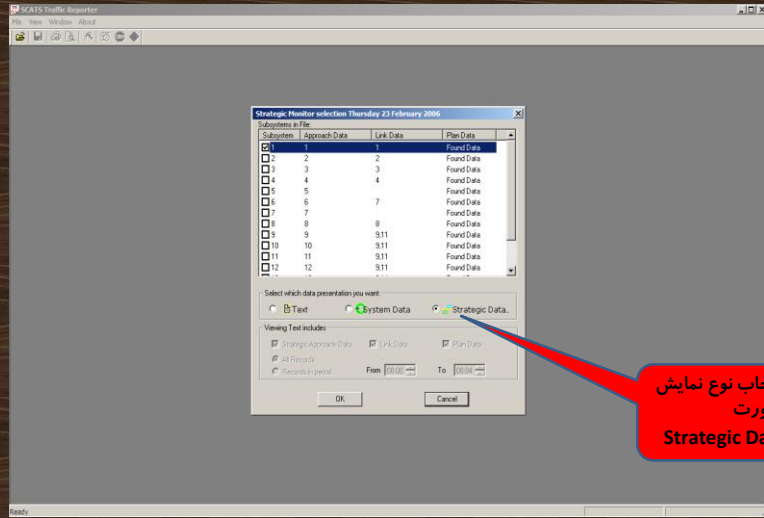 SCATS Traffic Reporter
File View Window About
Strategic Monitor selection Thursday 23 February 2006
Subsystems in File:
Subsystem Approach Data Link Data Plan Data
1 1 1 Found Data
2 2 2 Found Data
3 3 3 Found Data
4 4 4 Found Data
5 5 Found Data
6 6 7 Found Data
7 7 Found Data
8 8 8 Found Data
9 9 9,11 Found Data
10 10 9,11 Found Data
11 11 9,11 Found Data
12 12 9,11 Found Data
Select which data presentation you want
Text System Data Strategic Data..
Viewing Text includes
Strategic Approach Data Link Data Plan Data
All Records
Records in period From 00:00 To 00:04
OK Cancel
نوع نمایش
Strategic
Ready